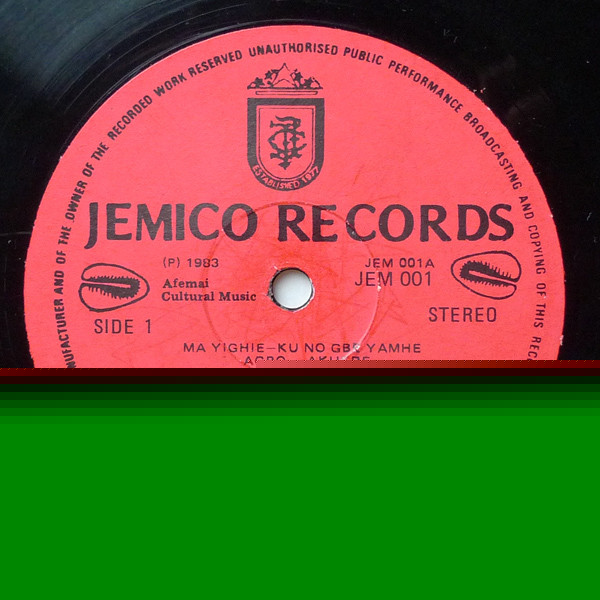 MANUFACTURER AND OF THE OWNER OF THE RECORDED WORK RESERVED UNAUTHORISED PUBLIC PERFORMANCE BROADCASTING AND COPYING OF THIS
ESTABLISHED 1977
JEMICO RECORDS
(P) 1983
JEM 001A
Afemai
Cultural Music
JEM 001
SIDE 1
STEREO
MA YIGHIE—KU NO GBE YAMHE